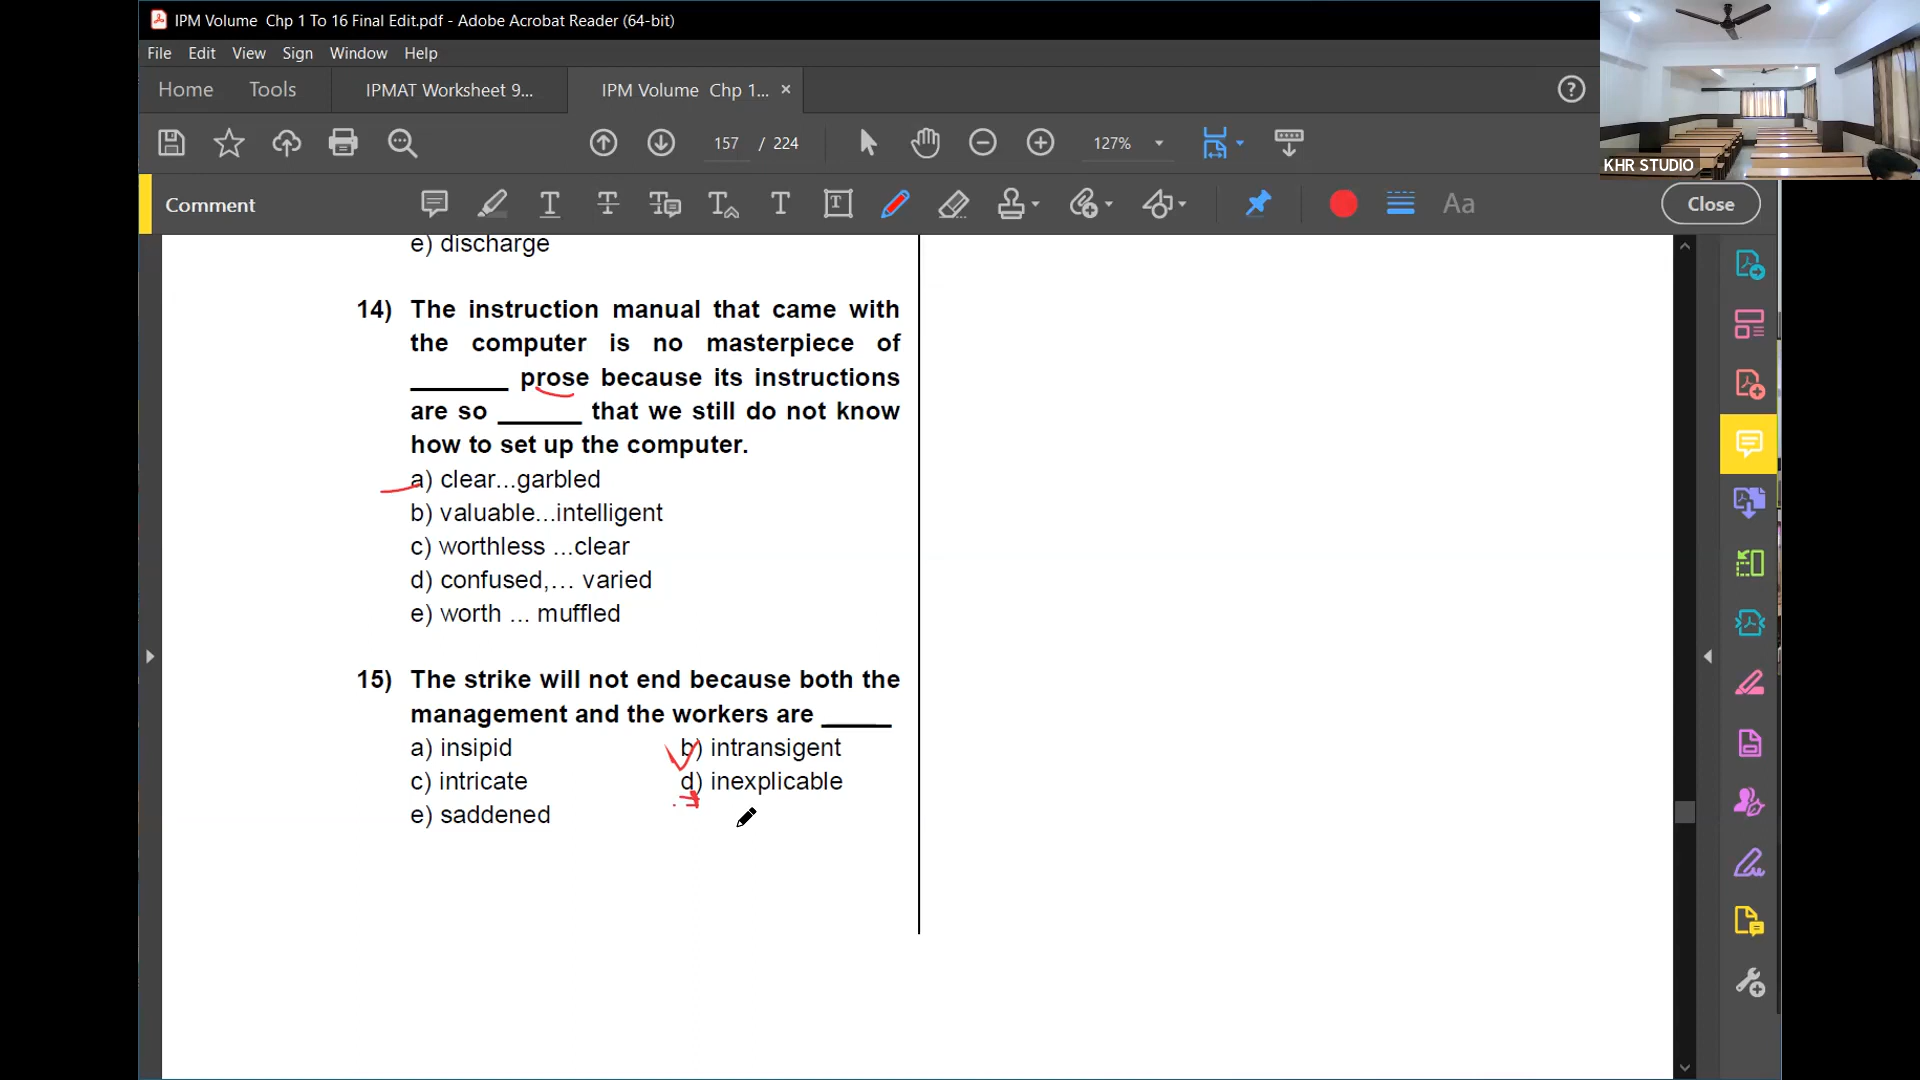 IPM Volume Chp 1 To 16 Final Edit.pdf - Adobe Acrobat Reader (64-bit)
File Edit View Sign Window Help
Home Tools IPMAT Worksheet 9... IPM Volume Chp 1... ×
157 / 224 127%
KHR STUDIO
Comment Aa Close
e) discharge
14) The instruction manual that came with
the computer is no masterpiece of
_______ prose because its instructions
are so ______ that we still do not know
how to set up the computer.
a) clear...garbled
b) valuable...intelligent
c) worthless ...clear
d) confused,... varied
e) worth ... muffled
15) The strike will not end because both the
management and the workers are _____
a) insipid b) intransigent
c) intricate d) inexplicable
e) saddened